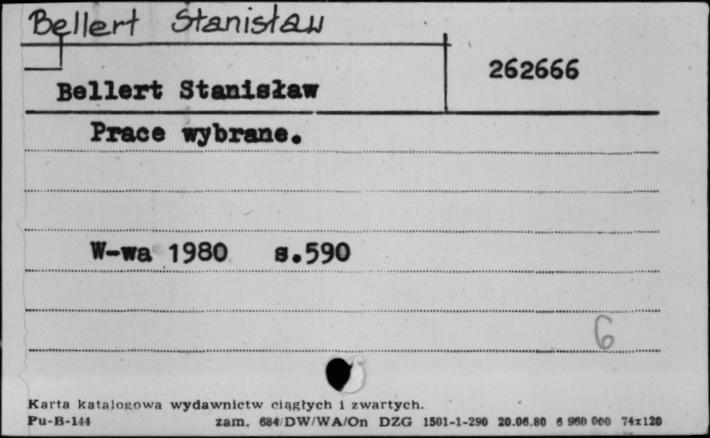 Bellert Stanisław
262666
Bellert Stanisław
Prace wybrane.
W-wa 1980 s.590
6
Karta katalogowa wydawnictw ciągłych i zwartych.
Pu-B-144 zam. 684/DW/WA/On DZG 1501-1-290 20.06.80 6 960 000 74x120